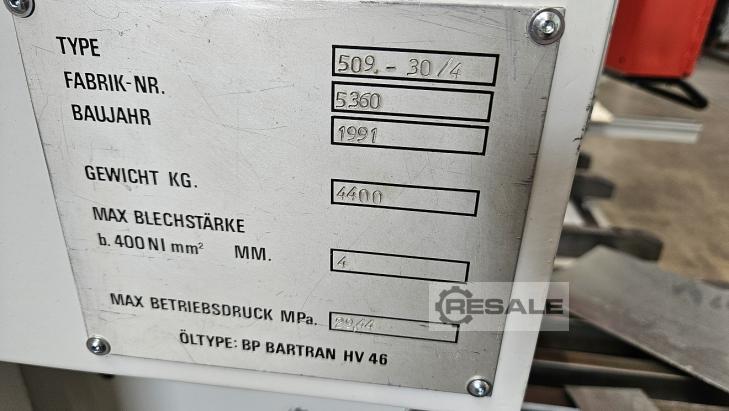 TYPE 509.-30/4
FABRIK-NR. 5360
BAUJAHR 1991
GEWICHT KG. 4400
MAX BLECHSTÄRKE
b. 400 N I mm² MM. 4
MAX BETRIEBSDRUCK MPa.
ÖLTYPE: BP BARTRAN HV 46
RESALE